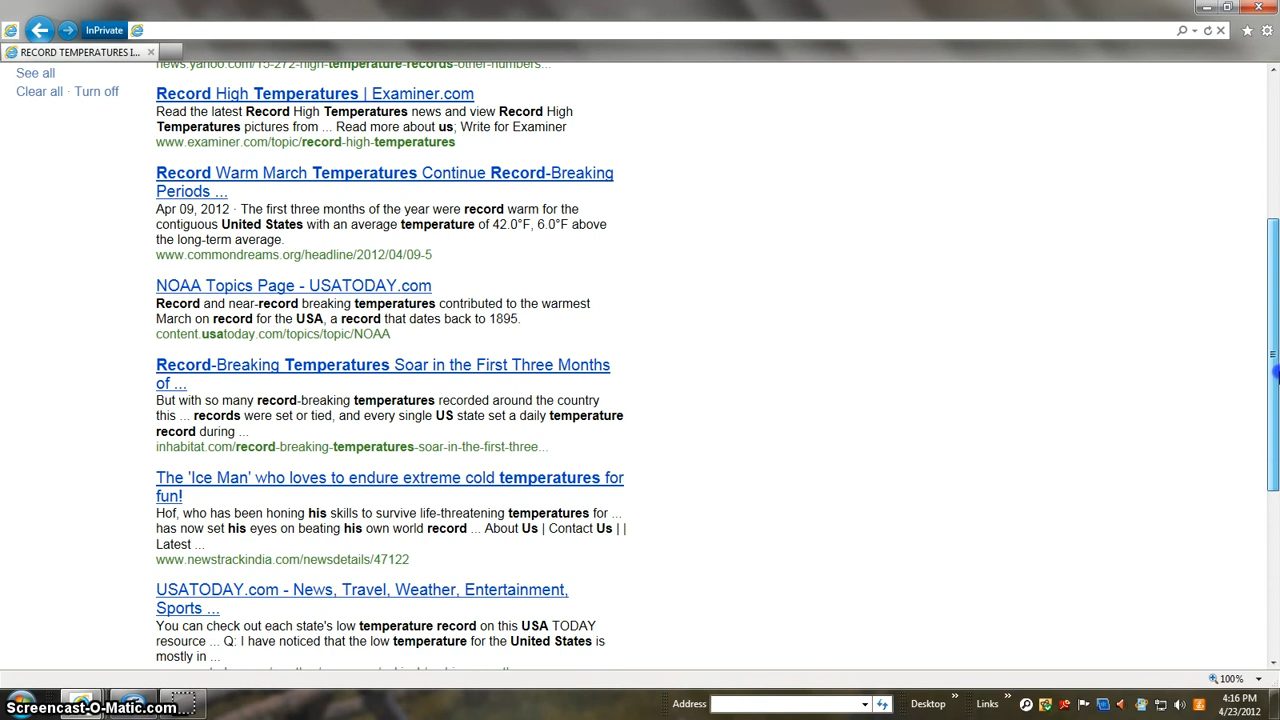 InPrivate
RECORD TEMPERATURES I...
See all
Clear all · Turn off
news.yahoo.com/15-272-high-temperature-records-other-numbers...
Record High Temperatures | Examiner.com
Read the latest Record High Temperatures news and view Record High
Temperatures pictures from ... Read more about us; Write for Examiner
www.examiner.com/topic/record-high-temperatures
Record Warm March Temperatures Continue Record-Breaking
Periods ...
Apr 09, 2012 · The first three months of the year were record warm for the
contiguous United States with an average temperature of 42.0°F, 6.0°F above
the long-term average.
www.commondreams.org/headline/2012/04/09-5
NOAA Topics Page - USATODAY.com
Record and near-record breaking temperatures contributed to the warmest
March on record for the USA, a record that dates back to 1895.
content.usatoday.com/topics/topic/NOAA
Record-Breaking Temperatures Soar in the First Three Months
of ...
But with so many record-breaking temperatures recorded around the country
this ... records were set or tied, and every single US state set a daily temperature
record during ...
inhabitat.com/record-breaking-temperatures-soar-in-the-first-three...
The 'Ice Man' who loves to endure extreme cold temperatures for
fun!
Hof, who has been honing his skills to survive life-threatening temperatures for ...
has now set his eyes on beating his own world record ... About Us | Contact Us | |
Latest ...
www.newstrackindia.com/newsdetails/47122
USATODAY.com - News, Travel, Weather, Entertainment,
Sports ...
You can check out each state's low temperature record on this USA TODAY
resource ... Q: I have noticed that the low temperature for the United States is
mostly in ...
100%
Screencast-O-Matic.com
Address
Desktop
Links
4:16 PM
4/23/2012